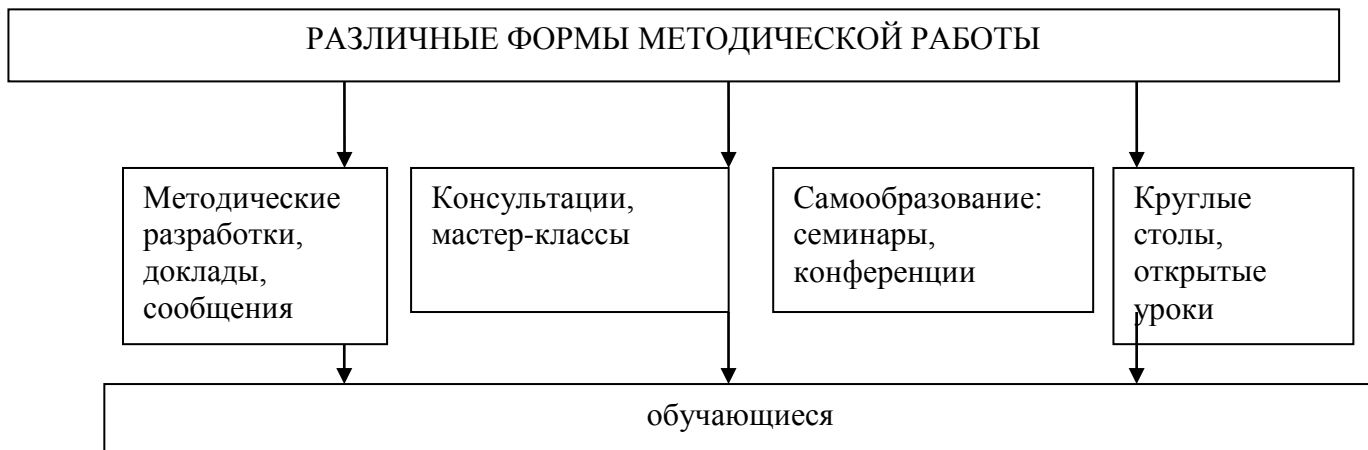 РАЗЛИЧНЫЕ ФОРМЫ МЕТОДИЧЕСКОЙ РАБОТЫ
Методические
разработки,
доклады,
сообщения
Консультации,
мастер-классы
Самообразование:
семинары,
конференции
Круглые
столы,
открытые
уроки
обучающиеся